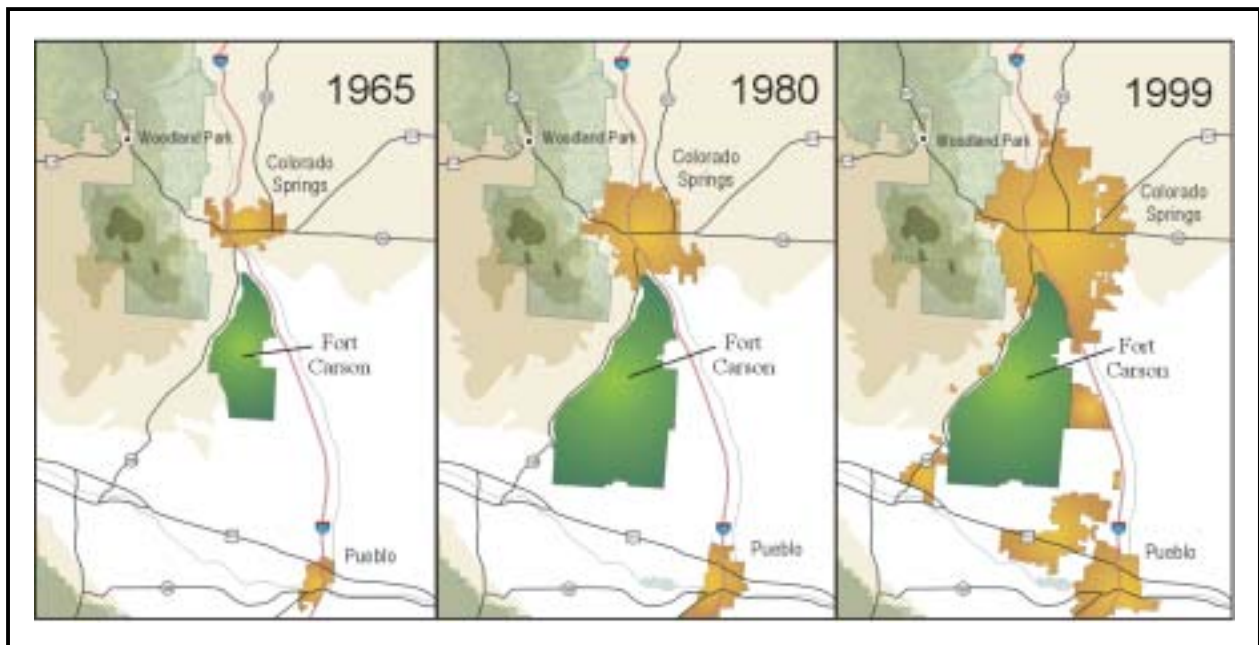 1965
Woodland Park
Colorado
Springs
Fort
Carson
Pueblo
1980
Woodland Park
Colorado
Springs
Fort
Carson
Pueblo
1999
Woodland Park
Colorado
Springs
Fort
Carson
Pueblo